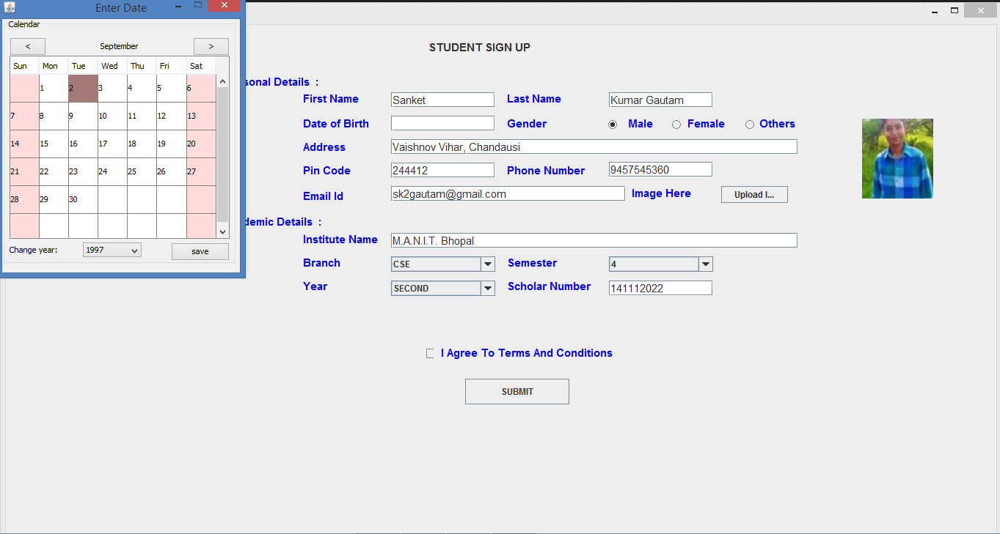 Enter Date
Calendar
< September >
Sun Mon Tue Wed Thu Fri Sat
1 2 3 4 5 6
7 8 9 10 11 12 13
14 15 16 17 18 19 20
21 22 23 24 25 26 27
28 29 30
Change year: 1997 save
STUDENT SIGN UP
sonal Details :
First Name Sanket Last Name Kumar Gautam
Date of Birth Gender Male Female Others
Address Vaishnov Vihar, Chandausi
Pin Code 244412 Phone Number 9457545360
Email Id sk2gautam@gmail.com Image Here Upload I...
demic Details :
Institute Name M.A.N.I.T. Bhopal
Branch CSE Semester 4
Year SECOND Scholar Number 141112022
I Agree To Terms And Conditions
SUBMIT